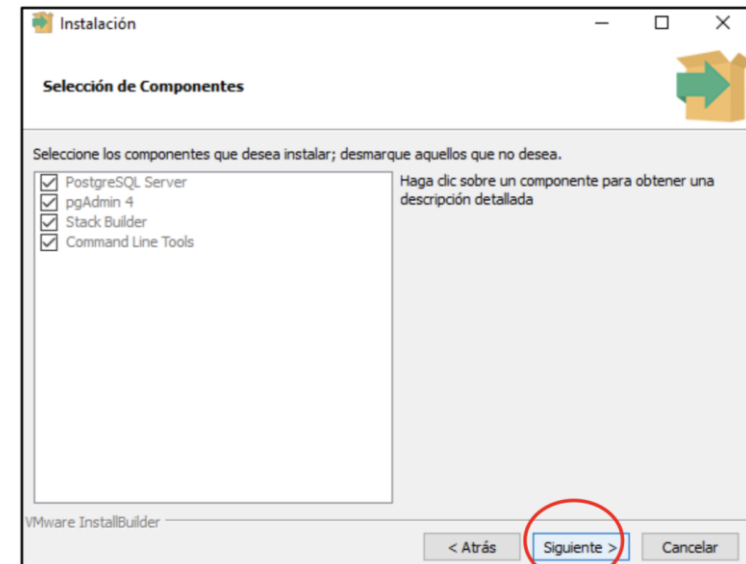 Instalación
Selección de Componentes
Seleccione los componentes que desea instalar; desmarque aquellos que no desea.
PostgreSQL Server
pgAdmin 4
Stack Builder
Command Line Tools
Haga clic sobre un componente para obtener una
descripción detallada
VMware InstallBuilder
< Atrás
Siguiente >
Cancelar